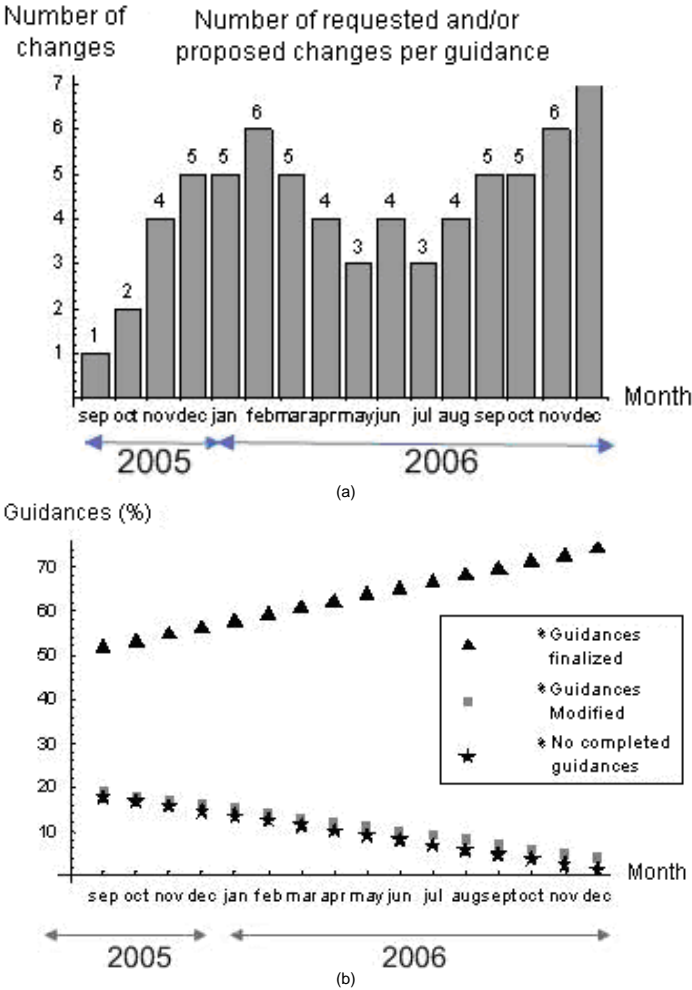 Number of changes
Number of requested and/or
proposed changes per guidance
7
6
5
4
3
2
1
1
2
4
5
5
6
5
4
3
4
3
4
5
5
6
Month
sep oct nov dec jan feb mar apr may jun jul aug sep oct nov dec
2005 2006
(a)
Guidances (%)
70
60
50
40
30
20
10
* Guidances
finalized
* Guidances
Modified
* No completed
guidances
Month
sep oct nov dec jan feb mar apr may jun jul aug sept oct nov dec
2005 2006
(b)